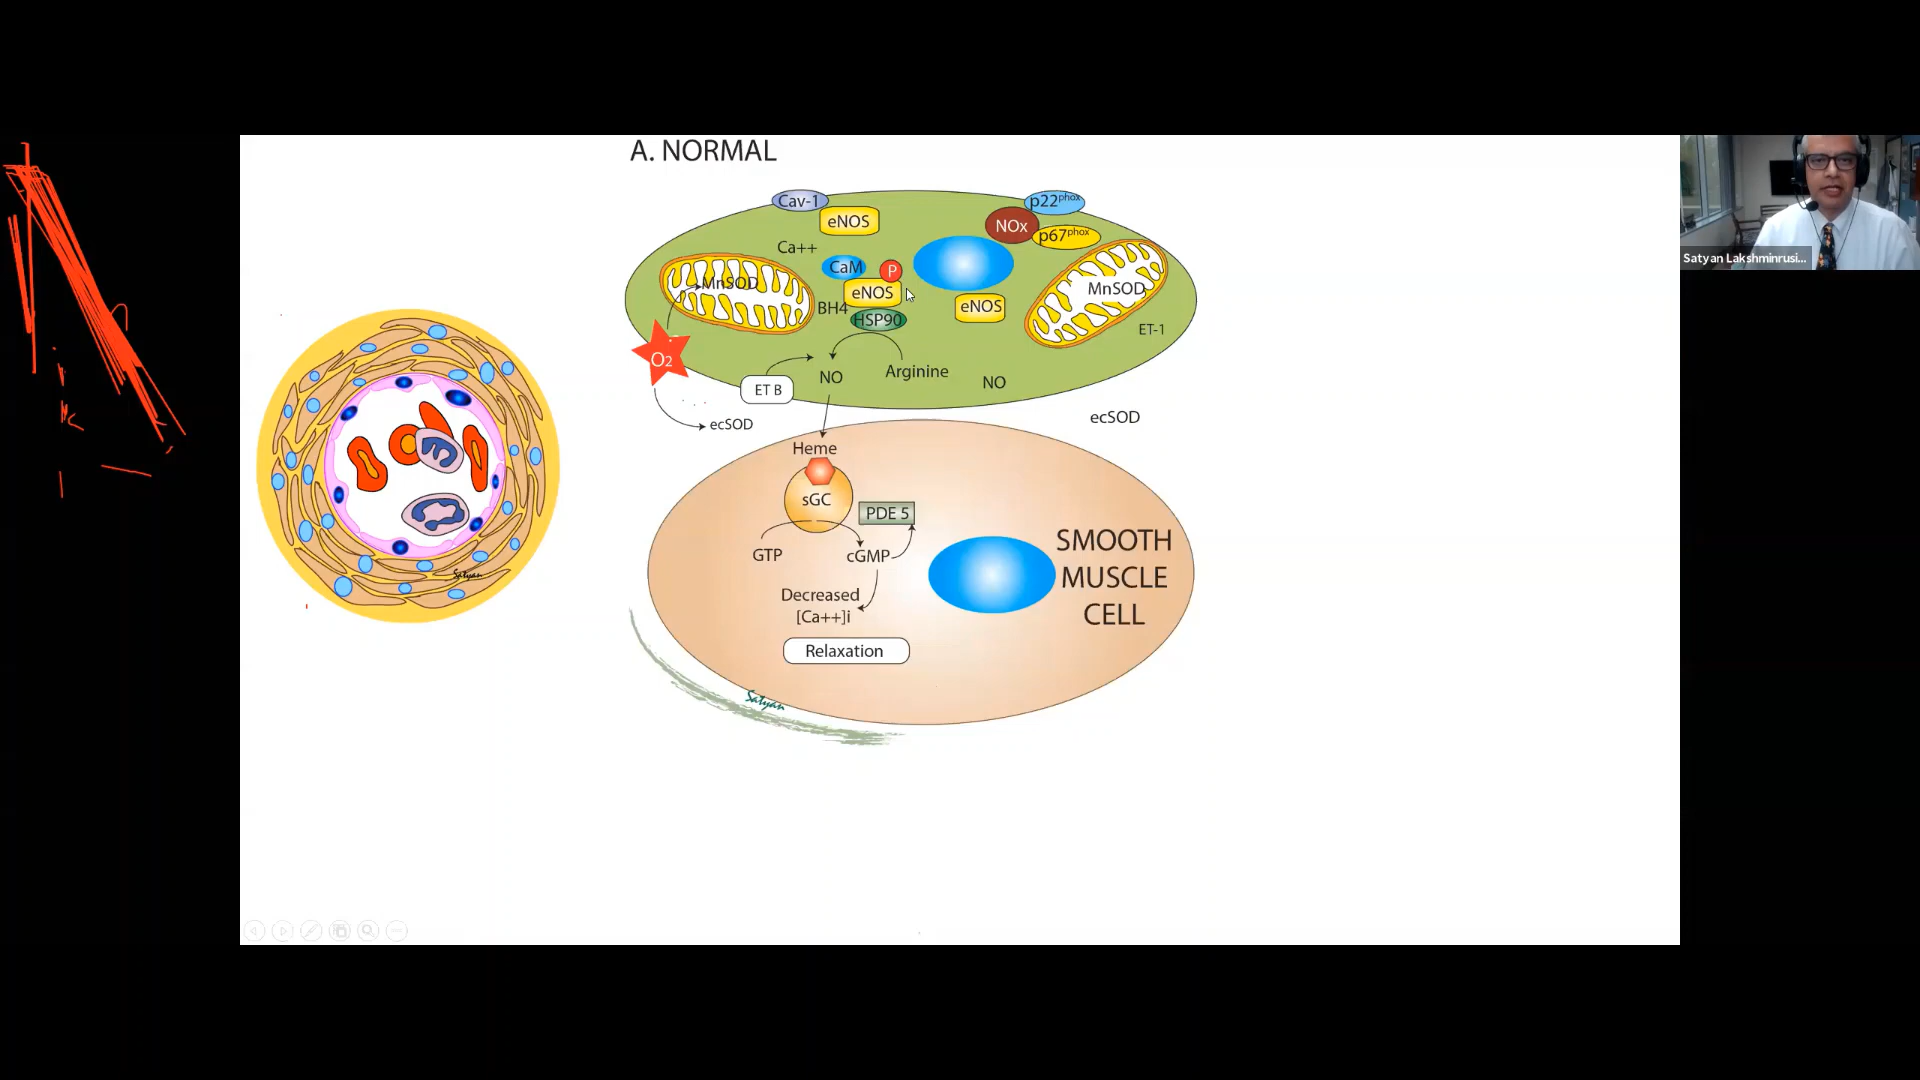 A. NORMAL
Cav-1
eNOS
p22phox
NOx
p67phox
Ca++
CaM
P
MnSOD
eNOS
MnSOD
BH4
eNOS
HSP90
ET-1
O2
ET B
NO
Arginine
NO
ecSOD
ecSOD
Heme
sGC
PDE 5
GTP
cGMP
SMOOTH
MUSCLE
CELL
Decreased
[Ca++]i
Relaxation
Satyan
Satyan
Satyan Lakshminrusi...